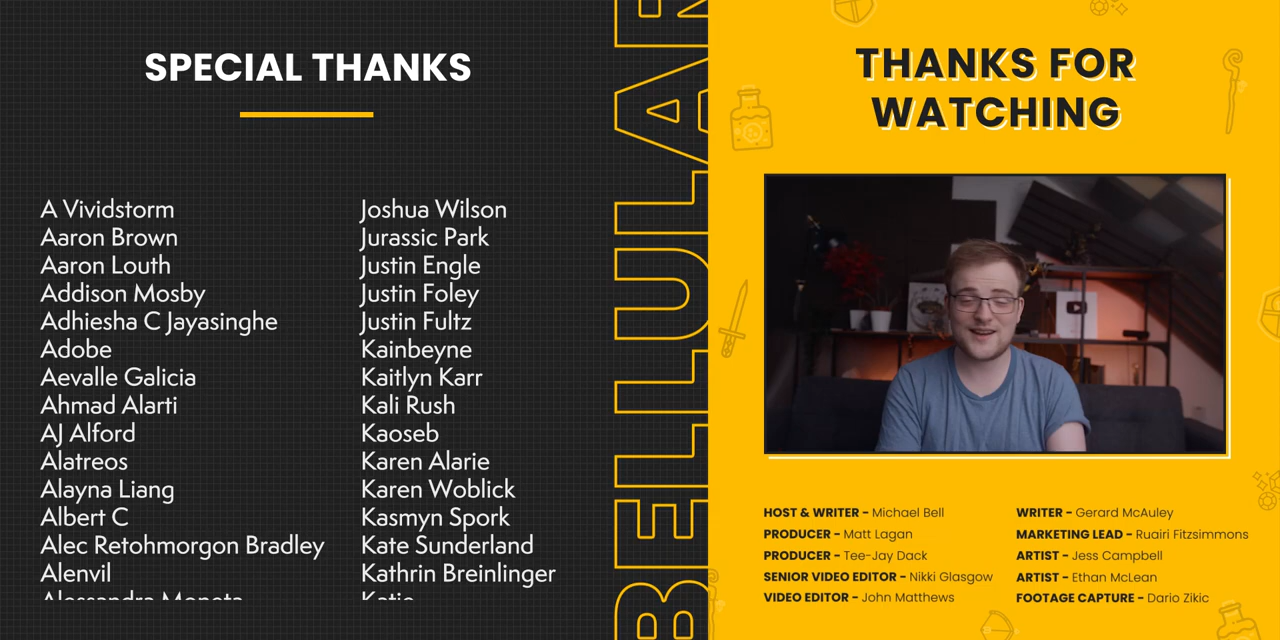 SPECIAL THANKS
A Vividstorm
Aaron Brown
Aaron Louth
Addison Mosby
Adhiesha C Jayasinghe
Adobe
Aevalle Galicia
Ahmad Alarti
AJ Alford
Alatreos
Alayna Liang
Albert C
Alec Retohmorgon Bradley
Alenvil
Joshua Wilson
Jurassic Park
Justin Engle
Justin Foley
Justin Fultz
Kainbeyne
Kaitlyn Karr
Kali Rush
Kaoseb
Karen Alarie
Karen Woblick
Kasmyn Spork
Kate Sunderland
Kathrin Breinlinger
BELLULAR
THANKS FOR
WATCHING
HOST & WRITER - Michael Bell
PRODUCER - Matt Lagan
PRODUCER - Tee-Jay Dack
SENIOR VIDEO EDITOR - Nikki Glasgow
VIDEO EDITOR - John Matthews
WRITER - Gerard McAuley
MARKETING LEAD - Ruairi Fitzsimmons
ARTIST - Jess Campbell
ARTIST - Ethan McLean
FOOTAGE CAPTURE - Dario Zikic